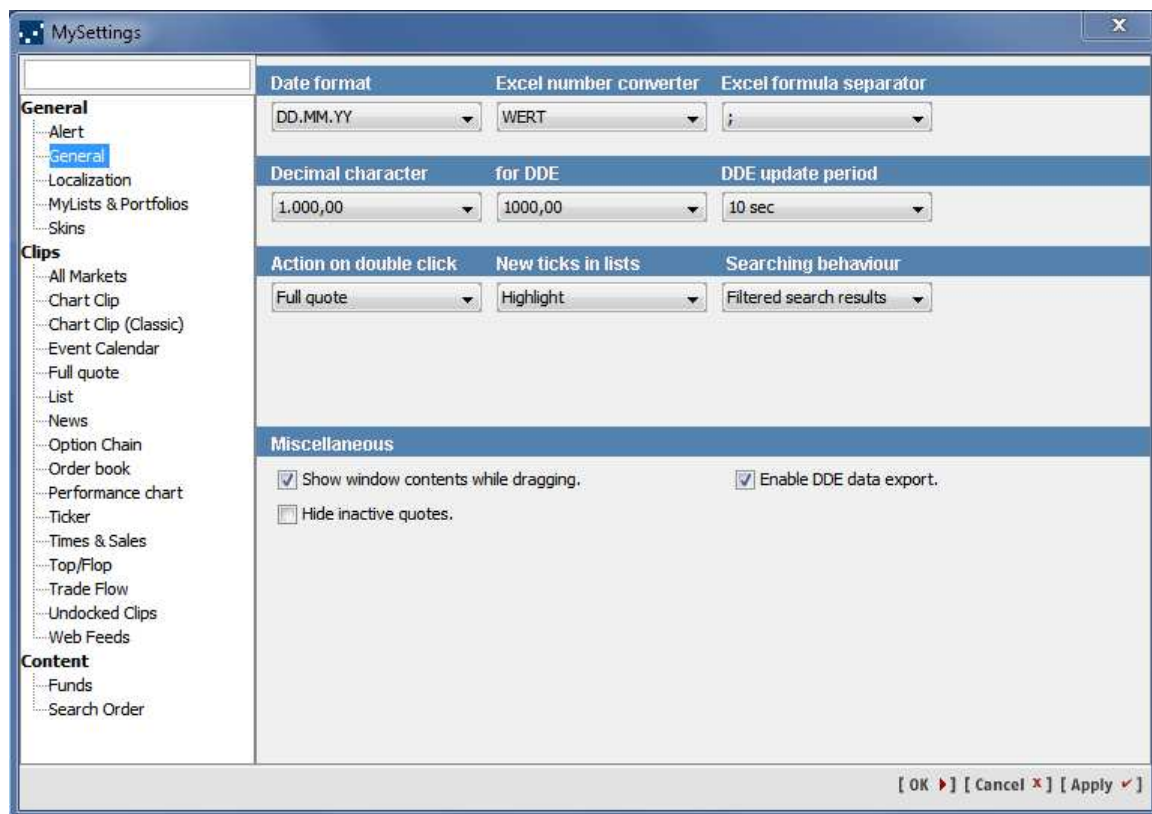 MySettings
X
General
Alert
General
Localization
MyLists & Portfolios
Skins
Clips
All Markets
Chart Clip
Chart Clip (Classic)
Event Calendar
Full quote
List
News
Option Chain
Order book
Performance chart
Ticker
Times & Sales
Top/Flop
Trade Flow
Undocked Clips
Web Feeds
Content
Funds
Search Order
Date format Excel number converter Excel formula separator
DD.MM.YY WERT ;
Decimal character for DDE DDE update period
1.000,00 1000,00 10 sec
Action on double click New ticks in lists Searching behaviour
Full quote Highlight Filtered search results
Miscellaneous
Show window contents while dragging. Enable DDE data export.
Hide inactive quotes.
[ OK ] [ Cancel x ] [ Apply ✔ ]